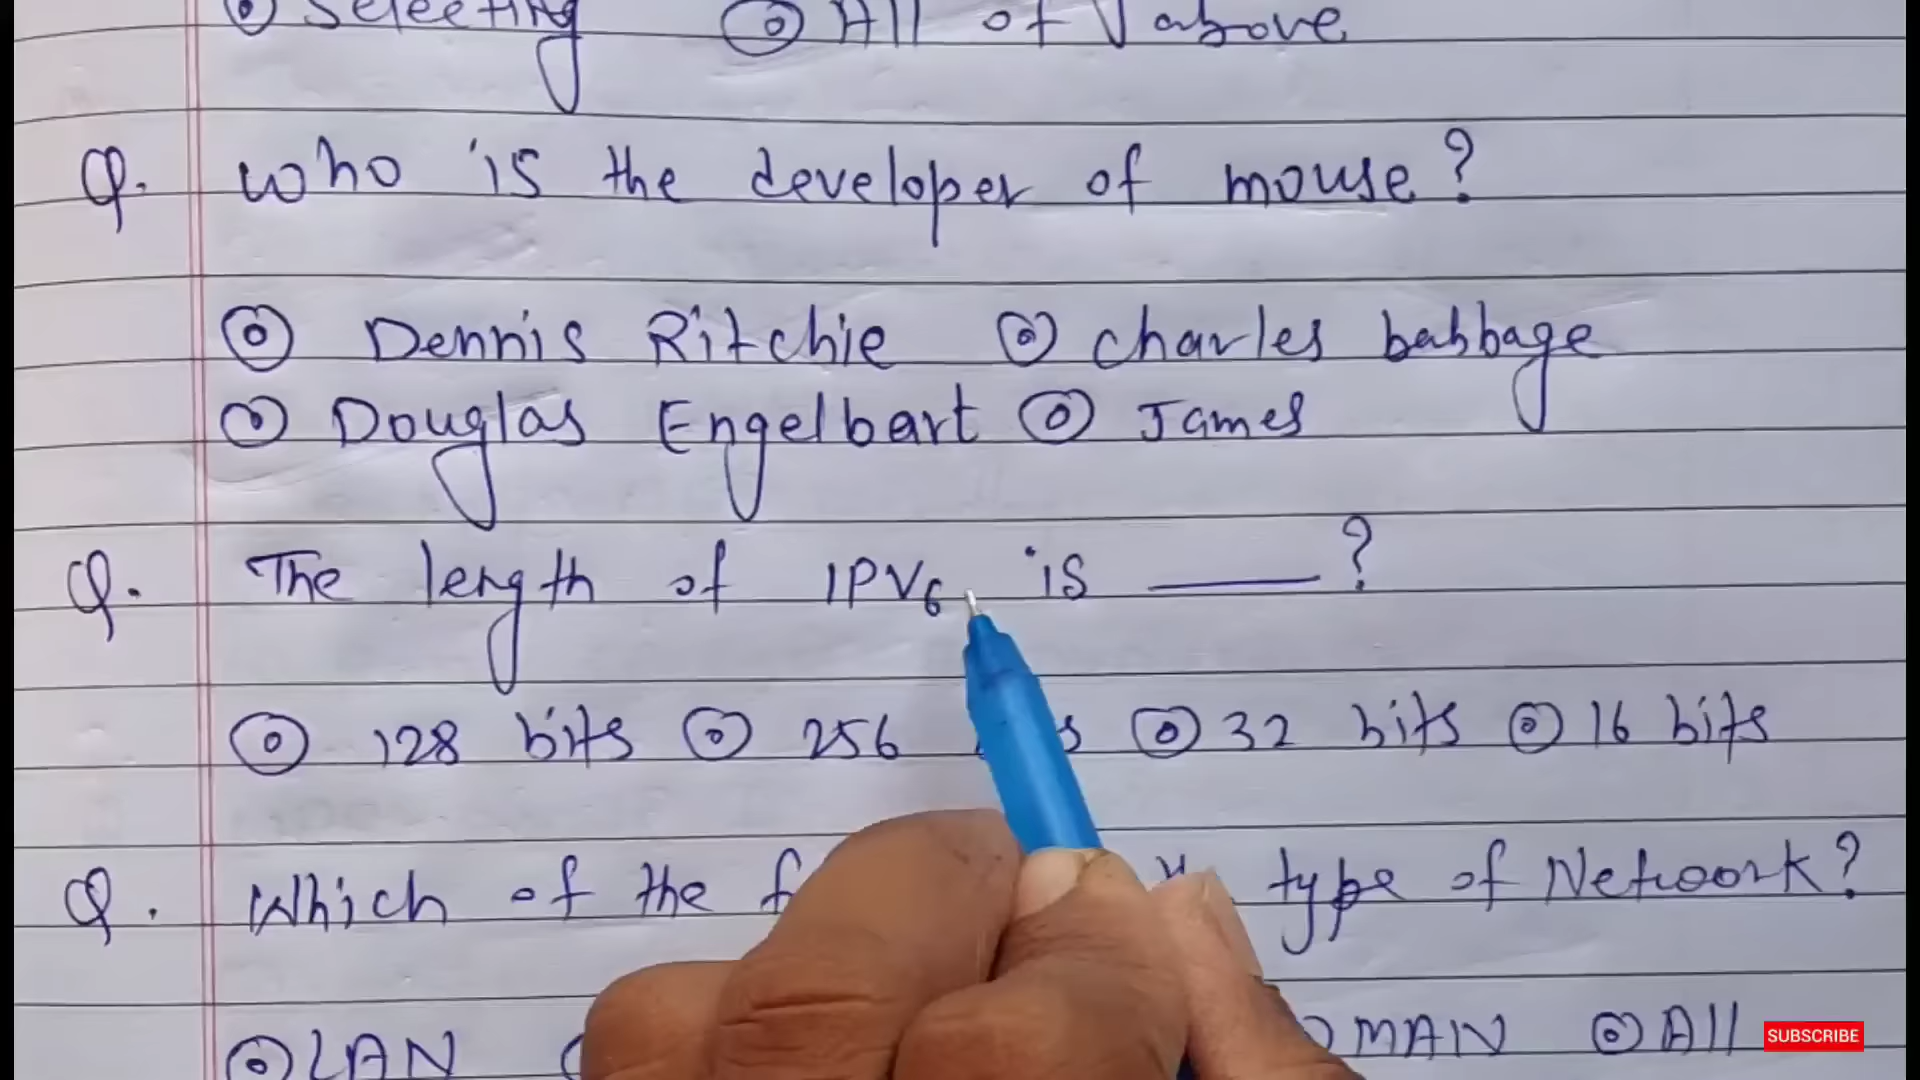 Selecting All of above
Q. Who is the developer of mouse?
Dennis Ritchie Charles babbage
Douglas Engelbart James
Q. The length of IPV6 is ___?
128 bits 256 32 bits 16 bits
Q. Which of the type of Network?
LAN MAN All
SUBSCRIBE